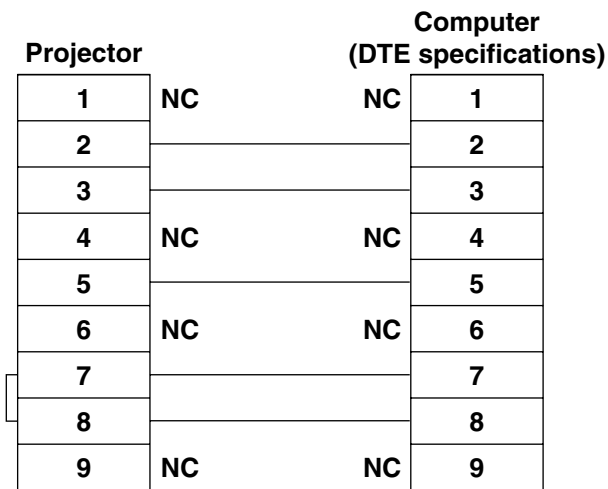 Computer
Projector (DTE specifications)
1 NC NC 1
2 2
3 3
4 NC NC 4
5 5
6 NC NC 6
7 7
8 8
9 NC NC 9